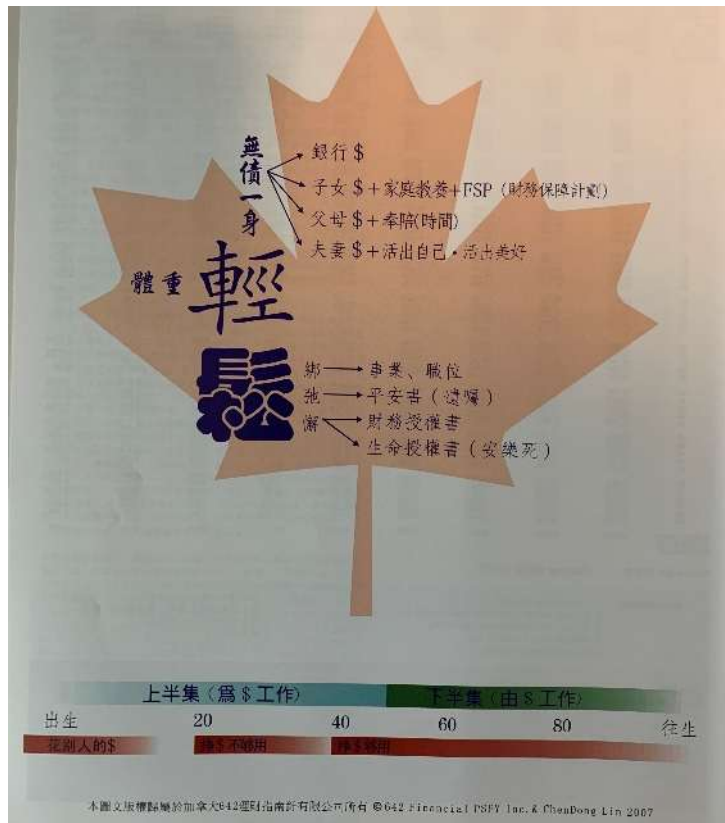 無債一身
銀行 $
子女 $ + 家庭教養 + FSP (財務保障計劃)
父母 $ + 奉陪(時間)
夫妻 $ + 活出自己 · 活出美好
體重
輕
鬆
綁 事業、職位
弛 平安書 (遺囑)
懈 財務授權書
生命授權書 (安樂死)
上半集 (爲 $ 工作)
下半集 (由 $ 工作)
出生 20 40 60 80 往生
花別人的$
掙$不够用
掙$够用
本圖文版權歸屬於加拿大642理財指南針有限公司所有 ©642 Financial PSFY Inc. & ChenDong Lin 2007